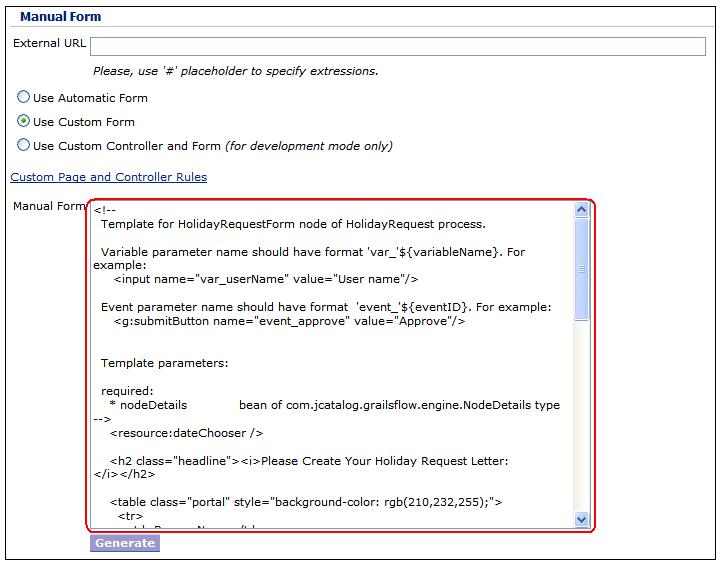 Manual Form
External URL
Please, use '#' placeholder to specify expressions.
Use Automatic Form
Use Custom Form
Use Custom Controller and Form (for development mode only)
Custom Page and Controller Rules
Manual Form
<!--
Template for HolidayRequestForm node of HolidayRequest process.
Variable parameter name should have format 'var_'${variableName}. For
example:
<input name="var_userName" value="User name"/>
Event parameter name should have format 'event_'${eventID}. For example:
<g:submitButton name="event_approve" value="Approve"/>
Template parameters:
required:
* nodeDetails bean of com.jcatalog.grailsflow.engine.NodeDetails type
-->
<resource:dateChooser />
<h2 class="headline"><i>Please Create Your Holiday Request Letter:
</i></h2>
<table class="portal" style="background-color: rgb(210,232,255);">
<tr>
Generate